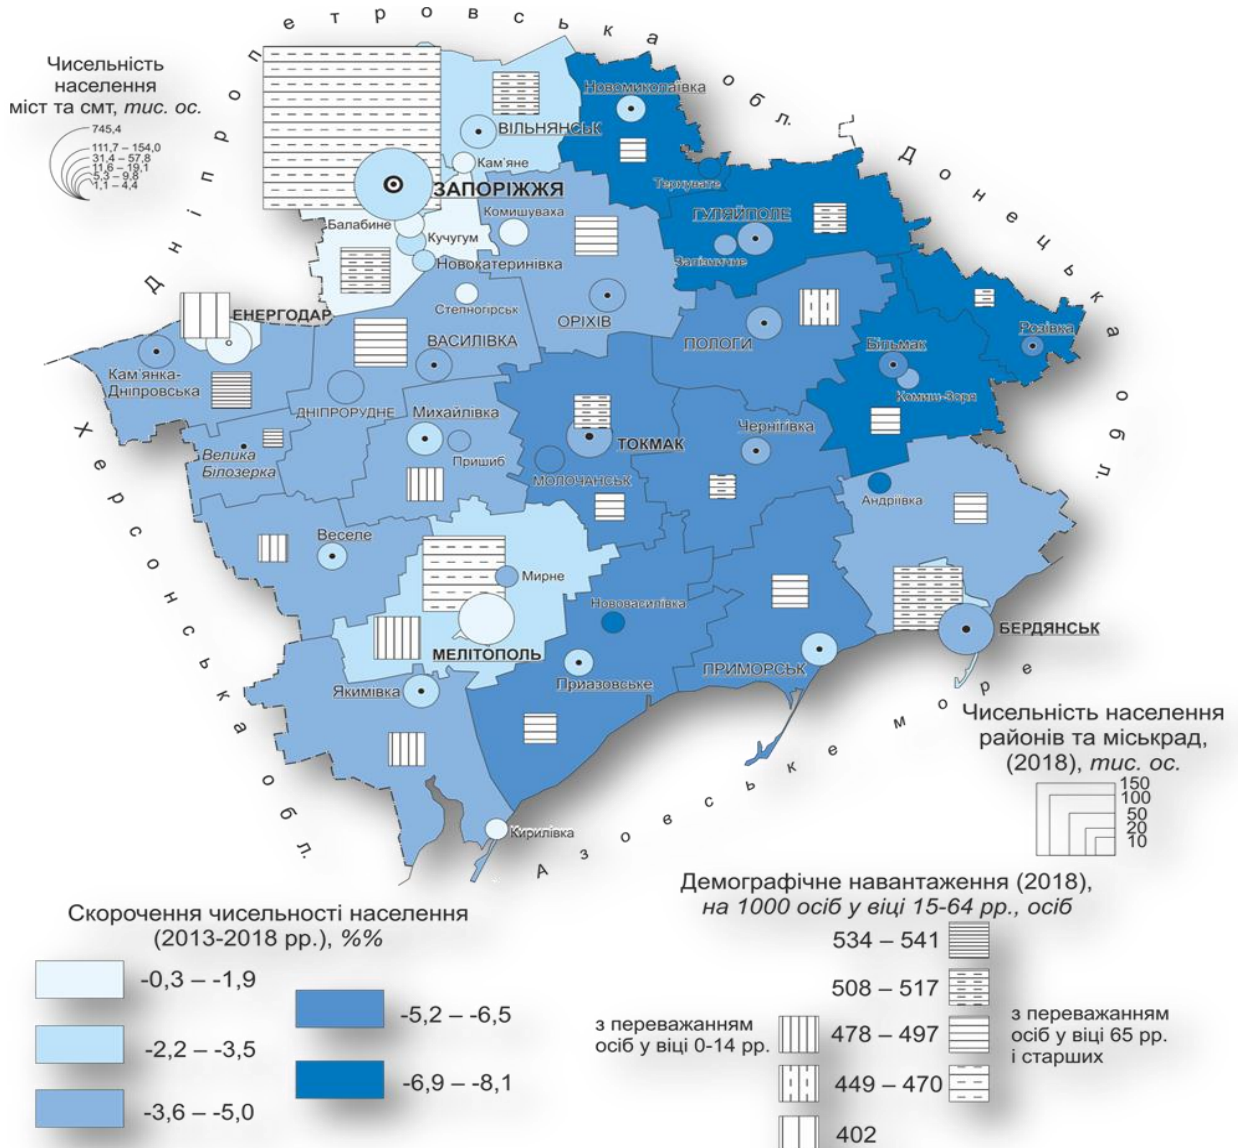 Дніпропетровська обл.
Донецька обл.
Херсонська обл.
Азовське море
Чисельність
населення
міст та смт, тис. ос.
745,4
111,7 – 154,0
31,4 – 57,8
11,6 – 19,1
5,3 – 9,8
1,1 – 4,4
Новомиколаївка
ВІЛЬНЯНСЬК
Кам'яне
Тернувате
ЗАПОРІЖЖЯ
Балабине
Комишуваха
ГУЛЯЙПОЛЕ
Кучугум
Залізничне
Новокатеринівка
Степногірськ
ЕНЕРГОДАР
ОРІХІВ
Розівка
ВАСИЛІВКА
ПОЛОГИ
Більмак
Кам'янка-
Дніпровська
Комиш-Зоря
ДНІПРОРУДНЕ
Михайлівка
Чернігівка
Пришиб
ТОКМАК
Велика
Білозерка
МОЛОЧАНСЬК
Андріївка
Веселе
Мирне
Нововасилівка
БЕРДЯНСЬК
МЕЛІТОПОЛЬ
ПРИМОРСЬК
Якимівка
Приазовське
Кирилівка
Чисельність населення
районів та міськрад,
(2018), тис. ос.
150
100
50
20
10
Скорочення чисельності населення
(2013-2018 рр.), %%
-0,3 – -1,9
-2,2 – -3,5
-3,6 – -5,0
-5,2 – -6,5
-6,9 – -8,1
Демографічне навантаження (2018),
на 1000 осіб у віці 15-64 рр., осіб
534 – 541
508 – 517
478 – 497
449 – 470
402
з переважанням
осіб у віці 0-14 рр.
з переважанням
осіб у віці 65 рр.
і старших